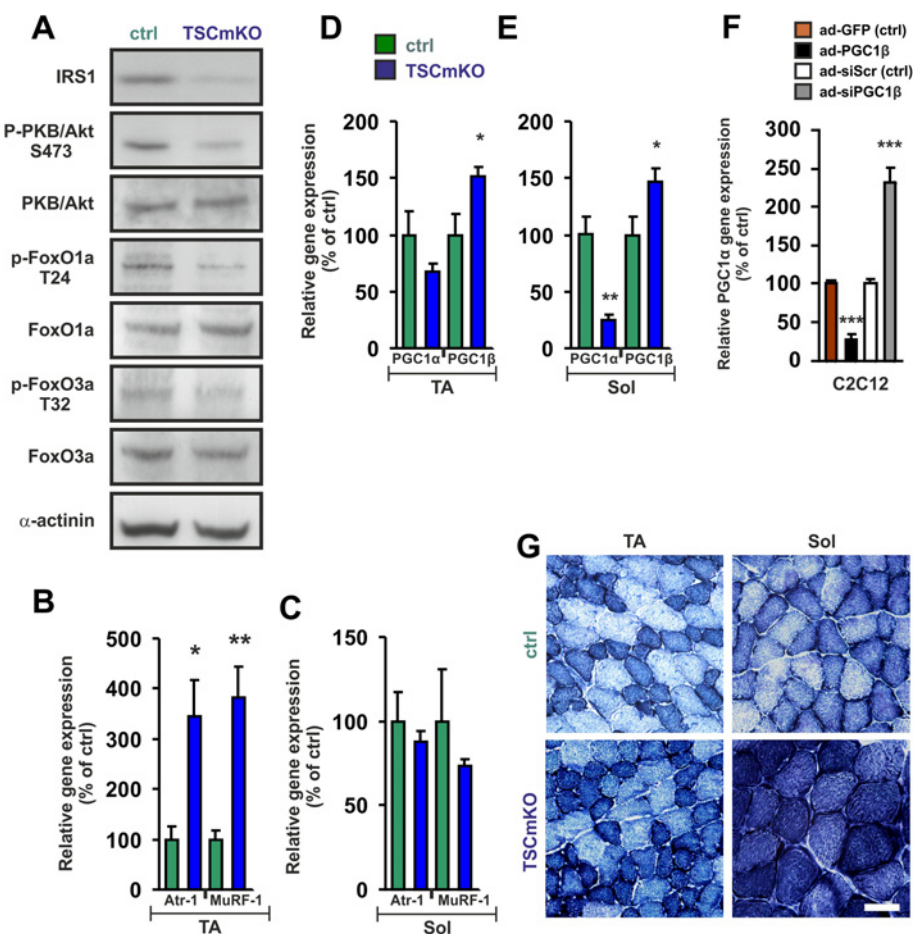 A
ctrl TSCmKO
IRS1
P-PKB/Akt
S473
PKB/Akt
p-FoxO1a
T24
FoxO1a
p-FoxO3a
T32
FoxO3a
α-actinin
D
ctrl
TSCmKO
Relative gene expression
(% of ctrl)
200
150
100
50
0
*
PGC1α PGC1β
TA
E
200
150
100
50
0
**
*
PGC1α PGC1β
Sol
F
ad-GFP (ctrl)
ad-PGC1β
ad-siScr (ctrl)
ad-siPGC1β
Relative PGC1α gene expression
(% of ctrl)
300
250
200
150
100
50
0
***
***
C2C12
B
Relative gene expression
(% of ctrl)
500
400
300
200
100
0
*
**
Atr-1 MuRF-1
TA
C
Relative gene expression
(% of ctrl)
150
100
50
0
Atr-1 MuRF-1
Sol
G
TA Sol
ctrl
TSCmKO